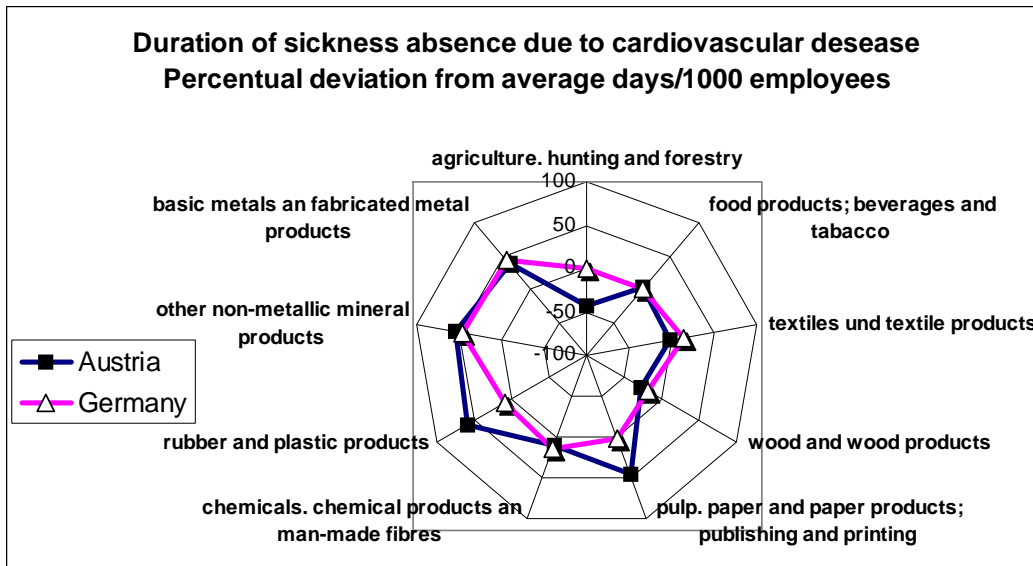 Duration of sickness absence due to cardiovascular desease
Percentual deviation from average days/1000 employees
agriculture. hunting and forestry
100
50
0
-50
-100
food products; beverages and
tabacco
textiles und textile products
wood and wood products
pulp. paper and paper products;
publishing and printing
chemicals. chemical products an
man-made fibres
rubber and plastic products
other non-metallic mineral
products
basic metals an fabricated metal
products
Austria
Germany